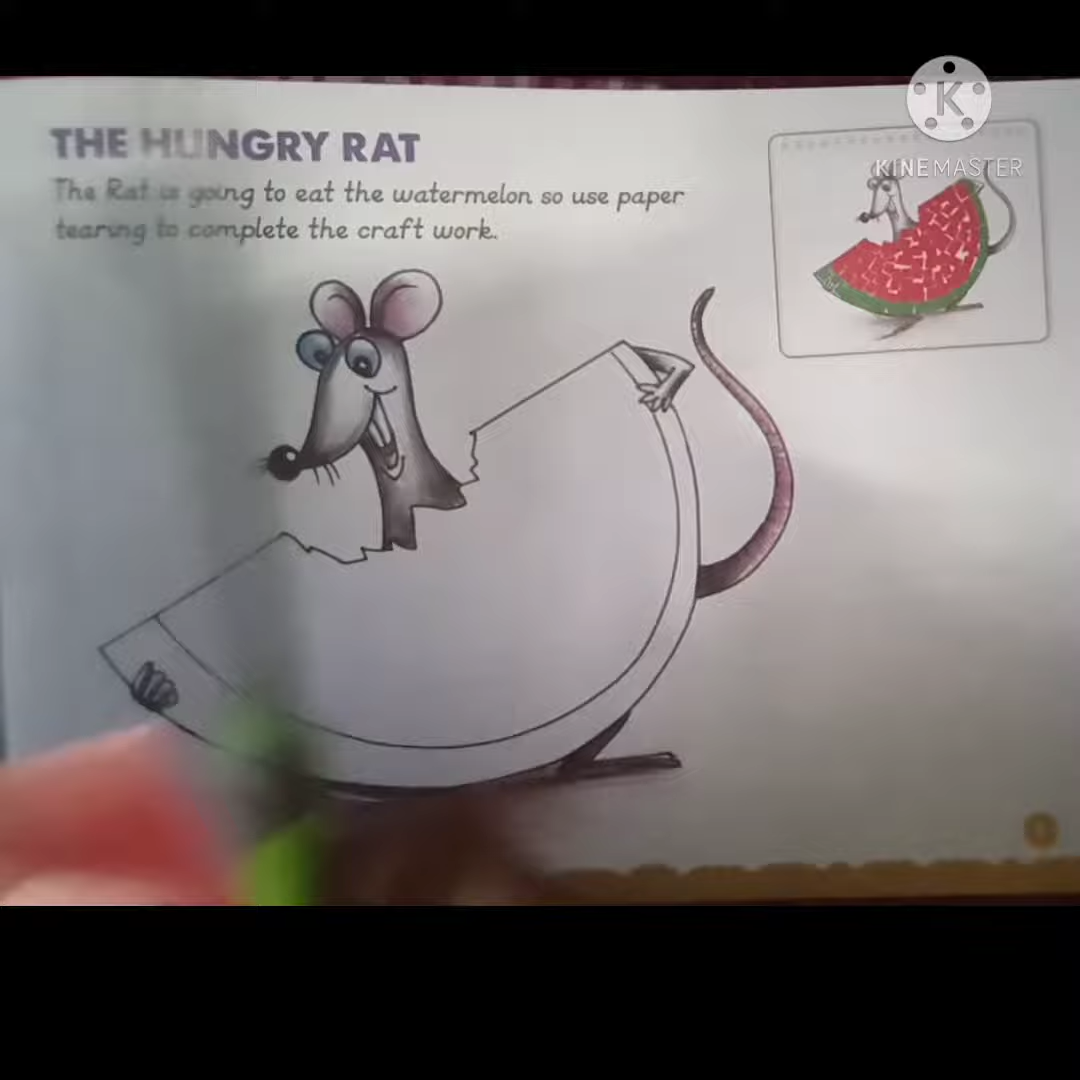 THE HUNGRY RAT
The Rat is going to eat the watermelon so use paper
tearing to complete the craft work.
K
KINEMASTER